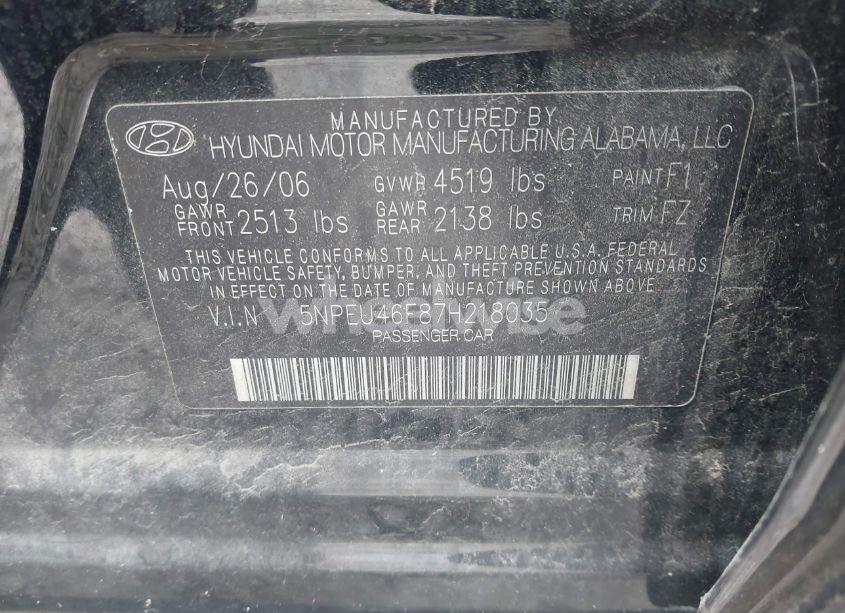 MANUFACTURED BY
HYUNDAI MOTOR MANUFACTURING ALABAMA, LLC
Aug/26/06 GVWR 4519 lbs PAINT F1
GAWR FRONT 2513 lbs GAWR REAR 2138 lbs TRIM FZ
THIS VEHICLE CONFORMS TO ALL APPLICABLE U.S.A. FEDERAL
MOTOR VEHICLE SAFETY, BUMPER, AND THEFT PREVENTION STANDARDS
IN EFFECT ON THE DATE OF MANUFACTURE SHOWN ABOVE.
V.I.N 5NPEU46F87H218035
wheelwise
PASSENGER CAR